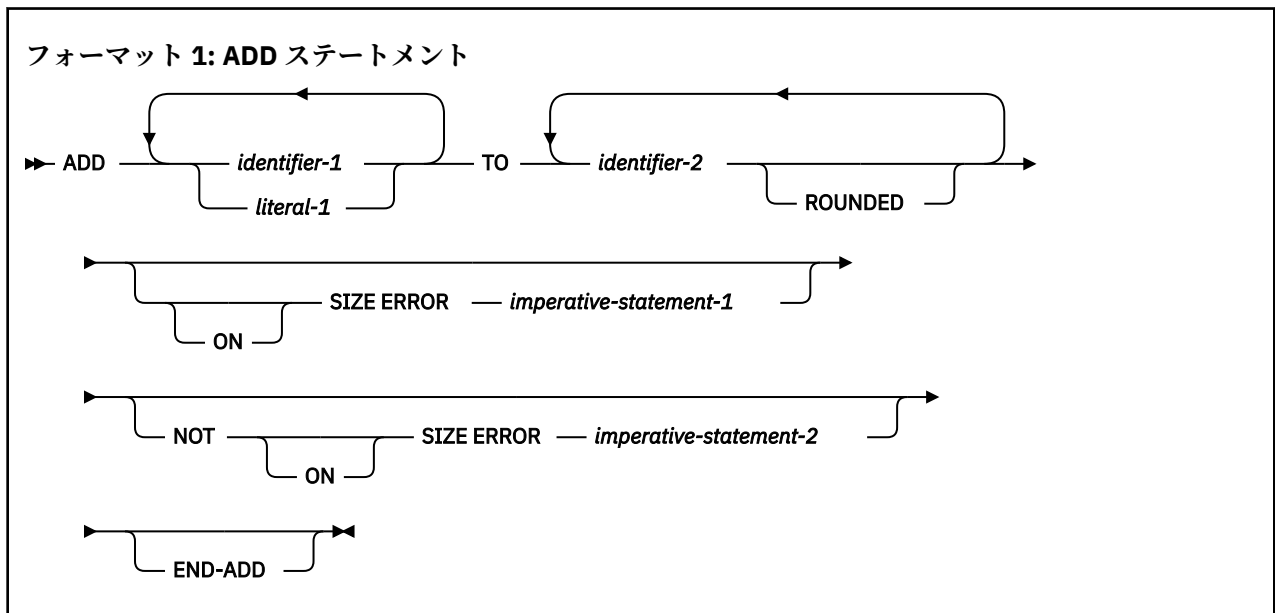 フォーマット 1: ADD ステートメント
ADD identifier-1 TO identifier-2
literal-1 ROUNDED
SIZE ERROR imperative-statement-1
ON
NOT SIZE ERROR imperative-statement-2
ON
END-ADD